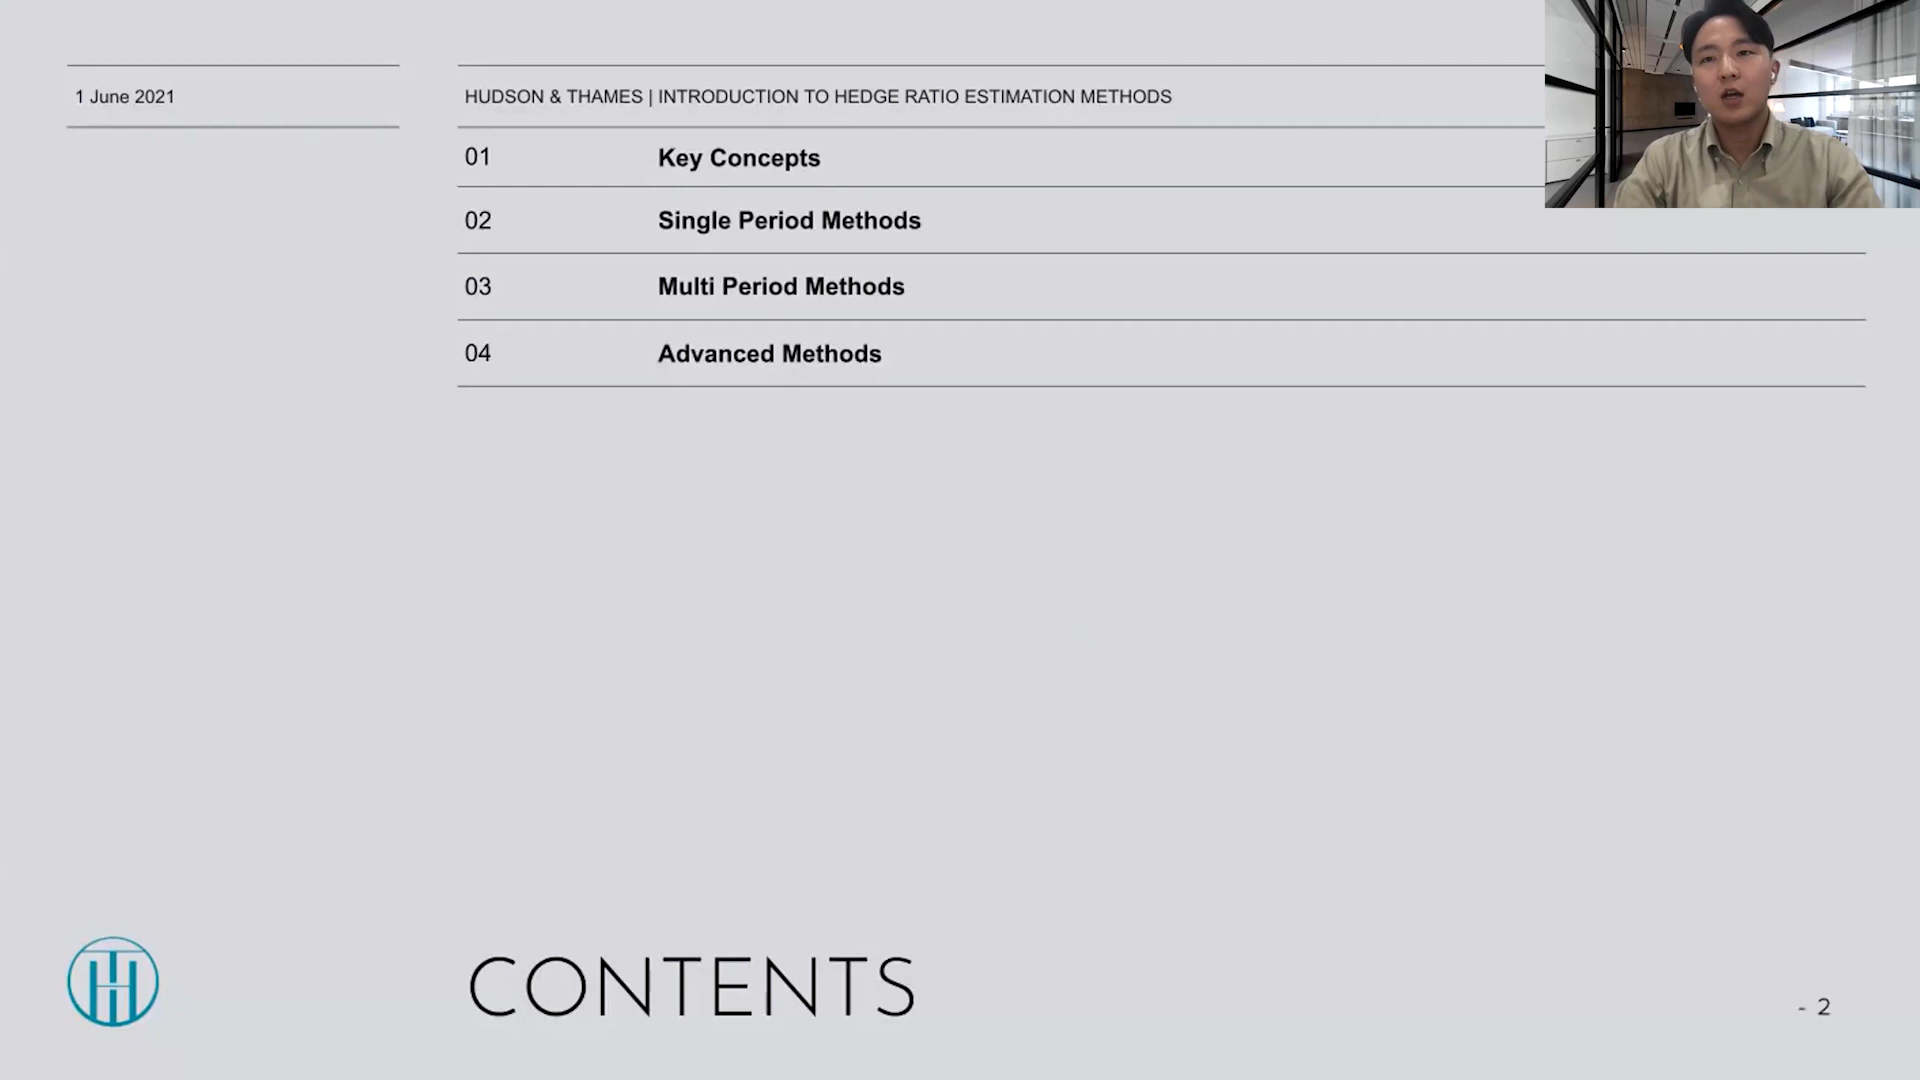 1 June 2021
HUDSON & THAMES | INTRODUCTION TO HEDGE RATIO ESTIMATION METHODS
01 Key Concepts
02 Single Period Methods
03 Multi Period Methods
04 Advanced Methods
CONTENTS
- 2